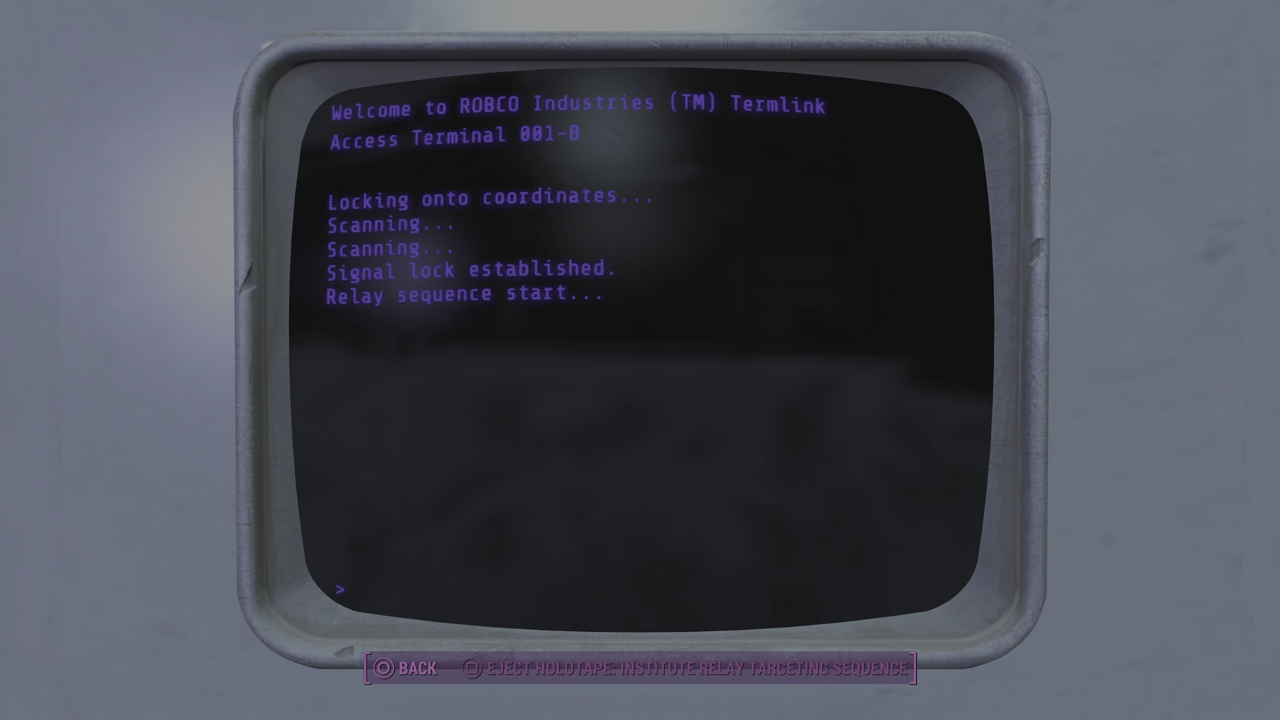 Welcome to ROBCO Industries (TM) Termlink
Access Terminal 001-B
Locking onto coordinates...
Scanning...
Scanning...
Signal lock established.
Relay sequence start...
>
BACK EJECT HOLOTAPE: INSTITUTE RELAY TARGETING SEQUENCE